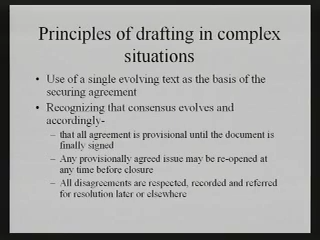 Principles of drafting in complex
situations
• Use of a single evolving text as the basis of the
securing agreement
• Recognizing that consensus evolves and
accordingly-
– that all agreement is provisional until the document is
finally signed
– Any provisionally agreed issue may be re-opened at
any time before closure
– All disagreements are respected, recorded and referred
for resolution later or elsewhere